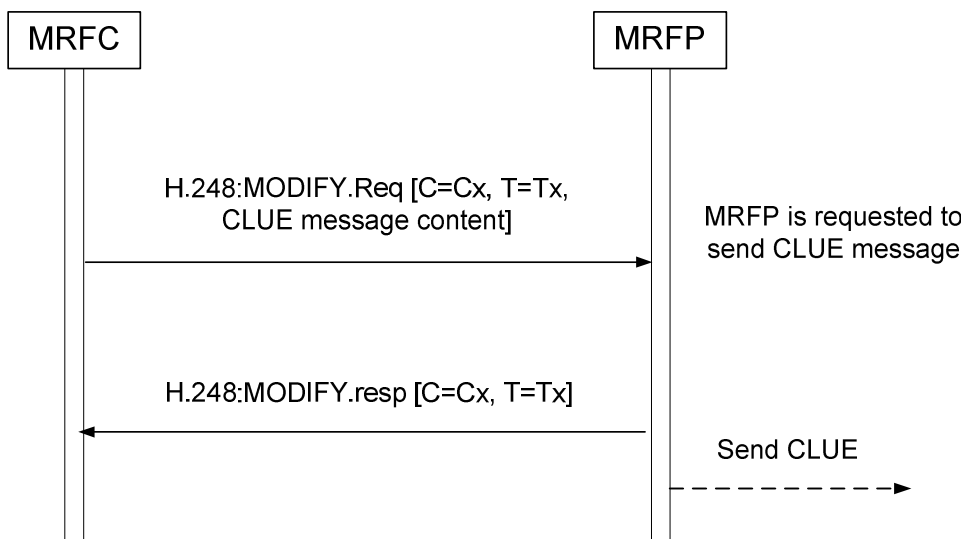 MRFC
MRFP
H.248:MODIFY.Req [C=Cx, T=Tx,
CLUE message content]
MRFP is requested to
send CLUE message
H.248:MODIFY.resp [C=Cx, T=Tx]
Send CLUE